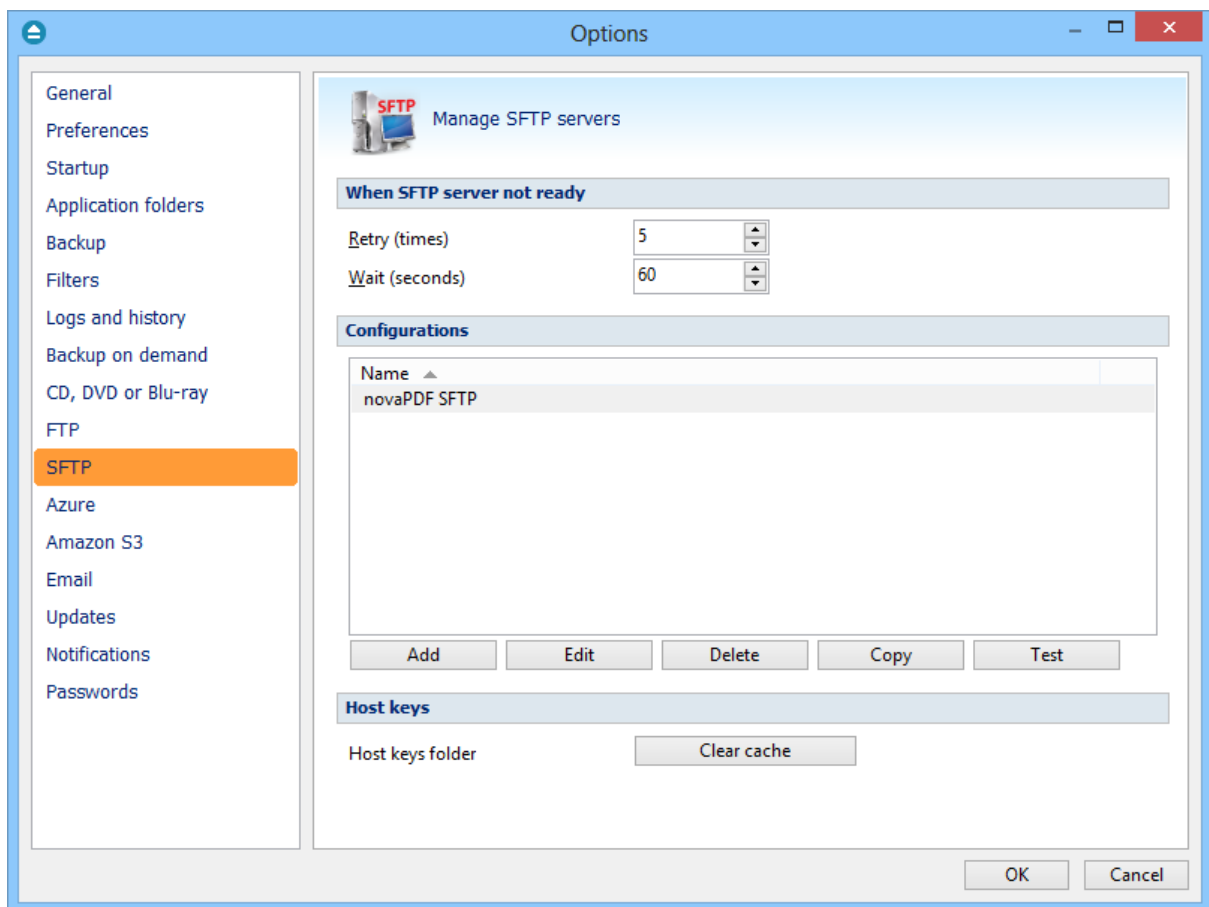 Options
General
Preferences
Startup
Application folders
Backup
Filters
Logs and history
Backup on demand
CD, DVD or Blu-ray
FTP
SFTP
Azure
Amazon S3
Email
Updates
Notifications
Passwords
SFTP
Manage SFTP servers
When SFTP server not ready
Retry (times) 5
Wait (seconds) 60
Configurations
Name
novaPDF SFTP
Add Edit Delete Copy Test
Host keys
Host keys folder Clear cache
OK Cancel